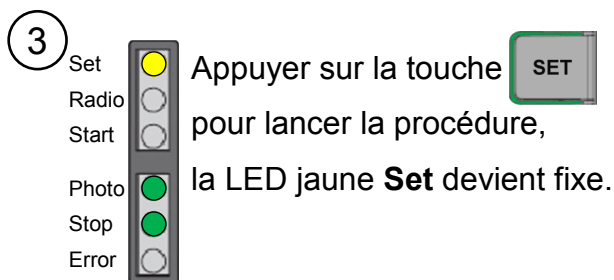 3
Set
Radio
Start
Photo
Stop
Error
Appuyer sur la touche SET
pour lancer la procédure,
la LED jaune Set devient fixe.